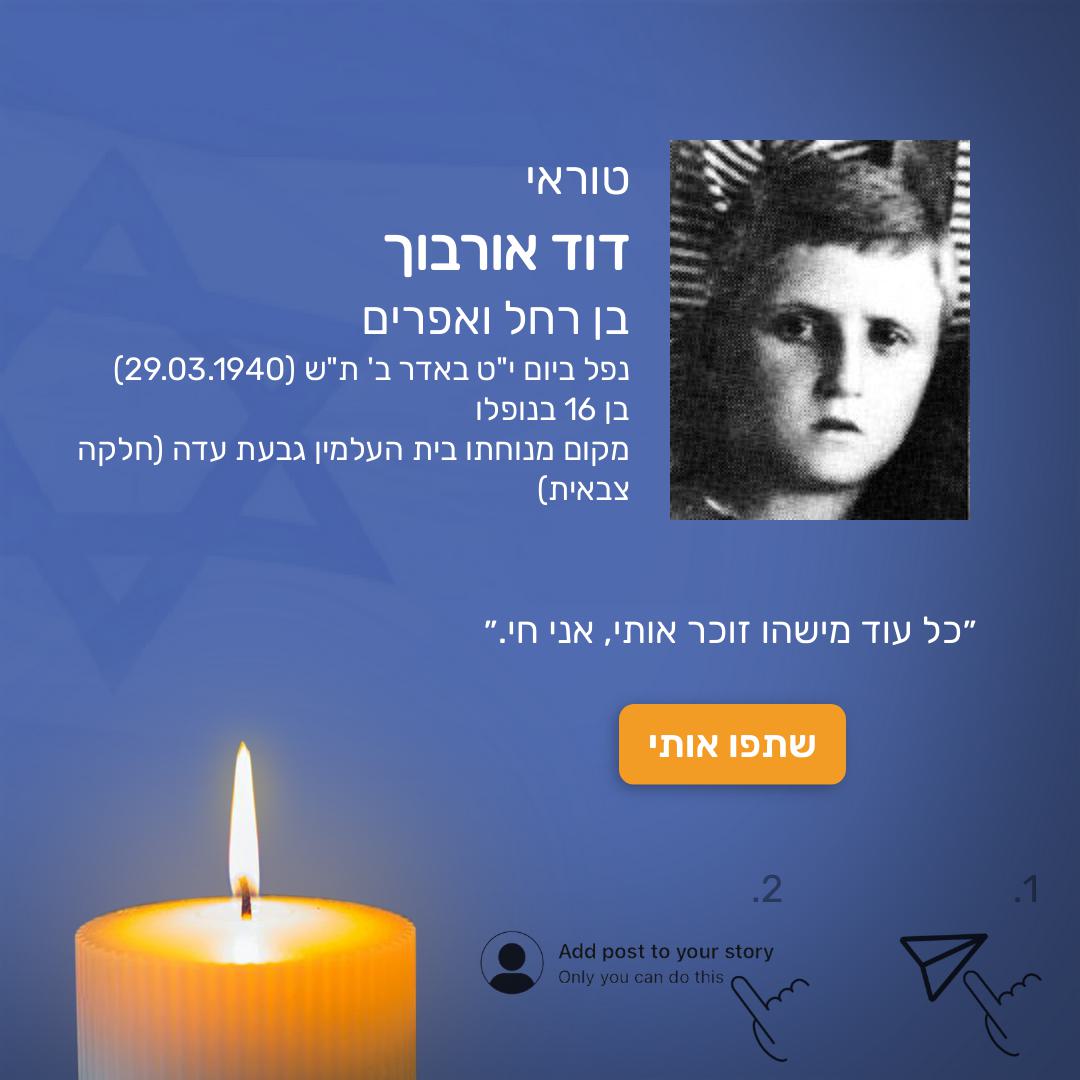 טוראי
דוד אורבוך
בן רחל ואפרים
נפל ביום י"ט באדר ב' ת"ש (29.03.1940)
בן 16 בנופלו
מקום מנוחתו בית העלמין גבעת עדה (חלקה
צבאית)
״כל עוד מישהו זוכר אותי, אני חי.״
שתפו אותי
.1
.2
Add post to your story
Only you can do this